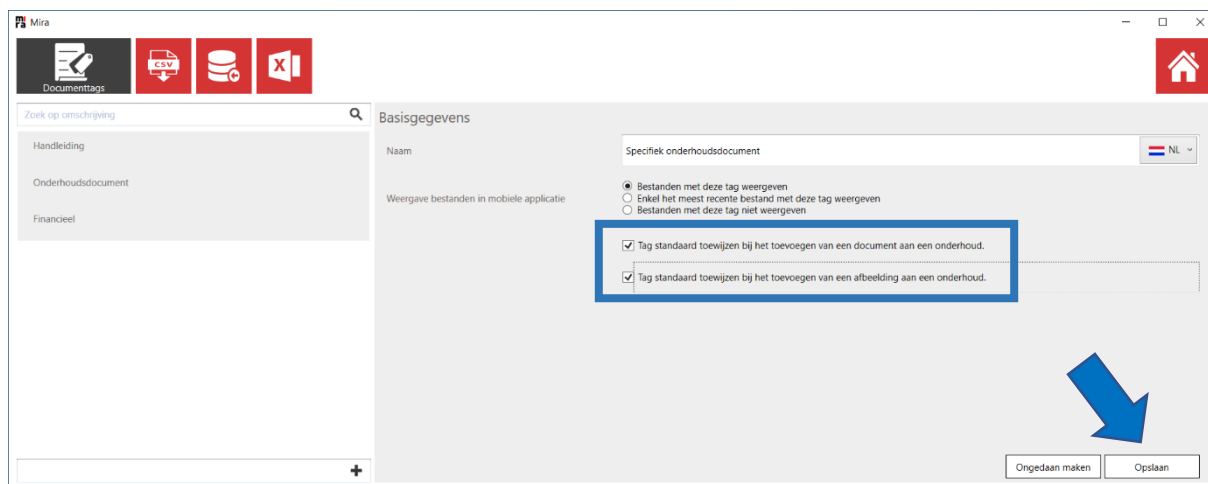 mi ra Mira
Documenttags
CSV
X
Zoek op omschrijving
Handleiding
Onderhoudsdocument
Financieel
Basisgegevens
Naam
Specifiek onderhoudsdocument
NL
Weergave bestanden in mobiele applicatie
Bestanden met deze tag weergeven
Enkel het meest recente bestand met deze tag weergeven
Bestanden met deze tag niet weergeven
Tag standaard toewijzen bij het toevoegen van een document aan een onderhoud.
Tag standaard toewijzen bij het toevoegen van een afbeelding aan een onderhoud.
Ongedaan maken
Opslaan